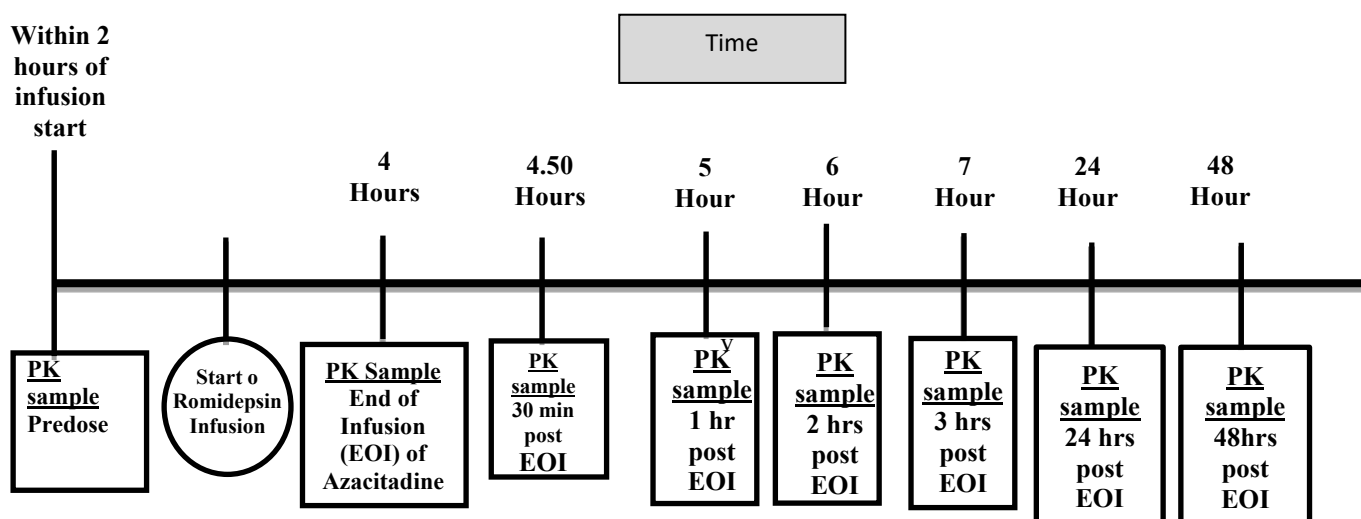 Time
Within 2
hours of
infusion
start
4
Hours
4.50
Hours
5
Hour
6
Hour
7
Hour
24
Hour
48
Hour
PK
sample
Predose
Start o
Romidepsin
Infusion
PK Sample
End of
Infusion
(EOI) of
Azacitadine
PK
sample
30 min
post
EOI
y
PK
sample
1 hr
post
EOI
PK
sample
2 hrs
post
EOI
PK
sample
3 hrs
post
EOI
PK
sample
24 hrs
post
EOI
PK
sample
48hrs
post
EOI